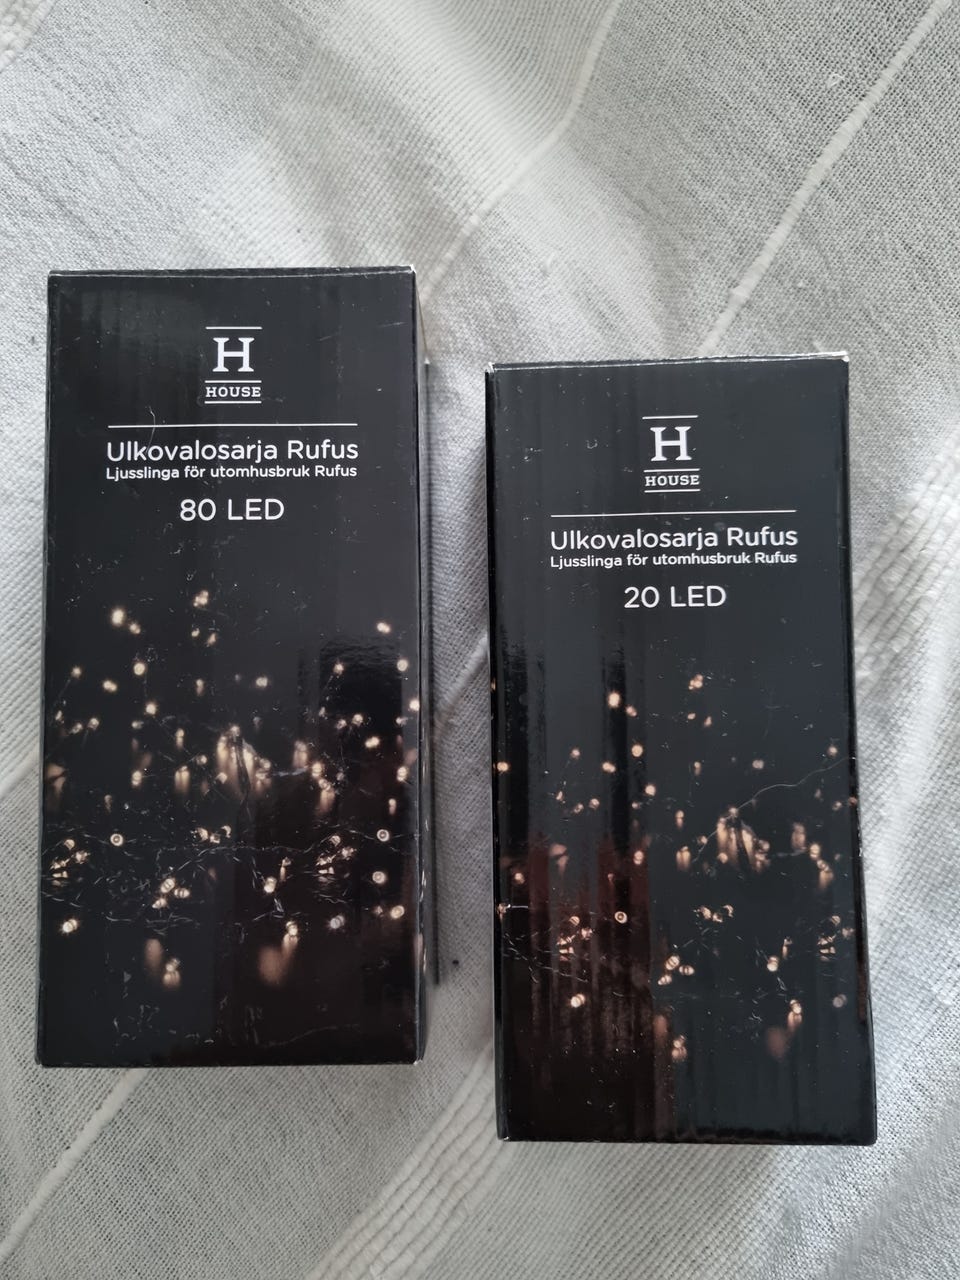 H
HOUSE
Ulkovalosarja Rufus
Ljusslinga för utomhusbruk Rufus
80 LED
H
HOUSE
Ulkovalosarja Rufus
Ljusslinga för utomhusbruk Rufus
20 LED